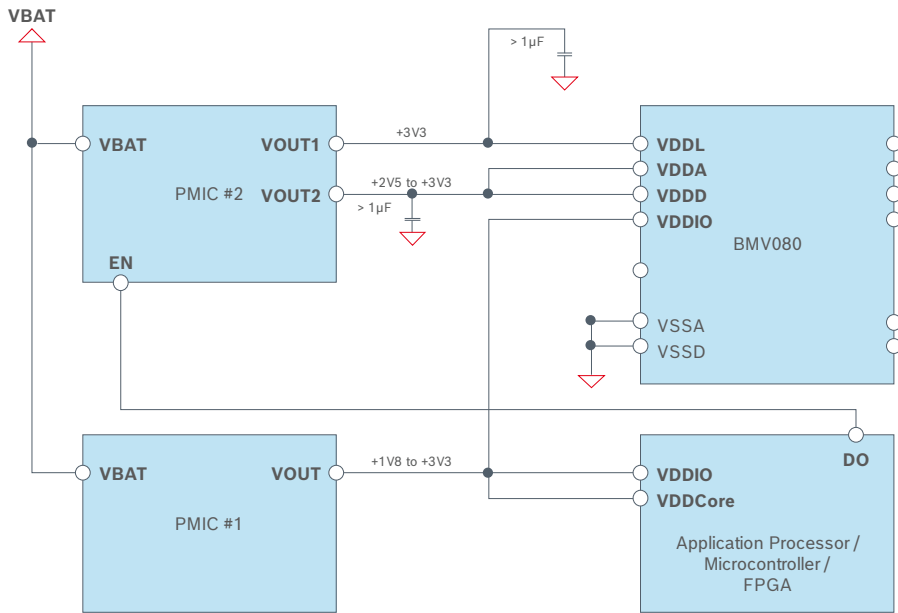 VBAT
> 1µF
+3V3
VBAT
VOUT1
VDDL
VDDA
PMIC #2
+2V5 to +3V3
VOUT2
VDDD
> 1µF
VDDIO
BMV080
EN
VSSA
VSSD
DO
+1V8 to +3V3
VBAT
VOUT
VDDIO
VDDCore
PMIC #1
Application Processor /
Microcontroller /
FPGA